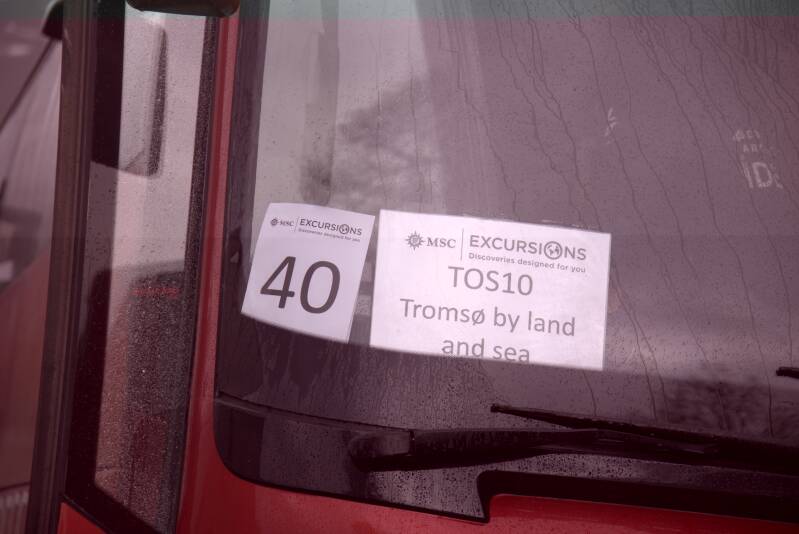 MSC EXCURSIONS
Discoveries designed for you
40
MSC EXCURSIONS
Discoveries designed for you
TOS10
Tromsø by land
and sea